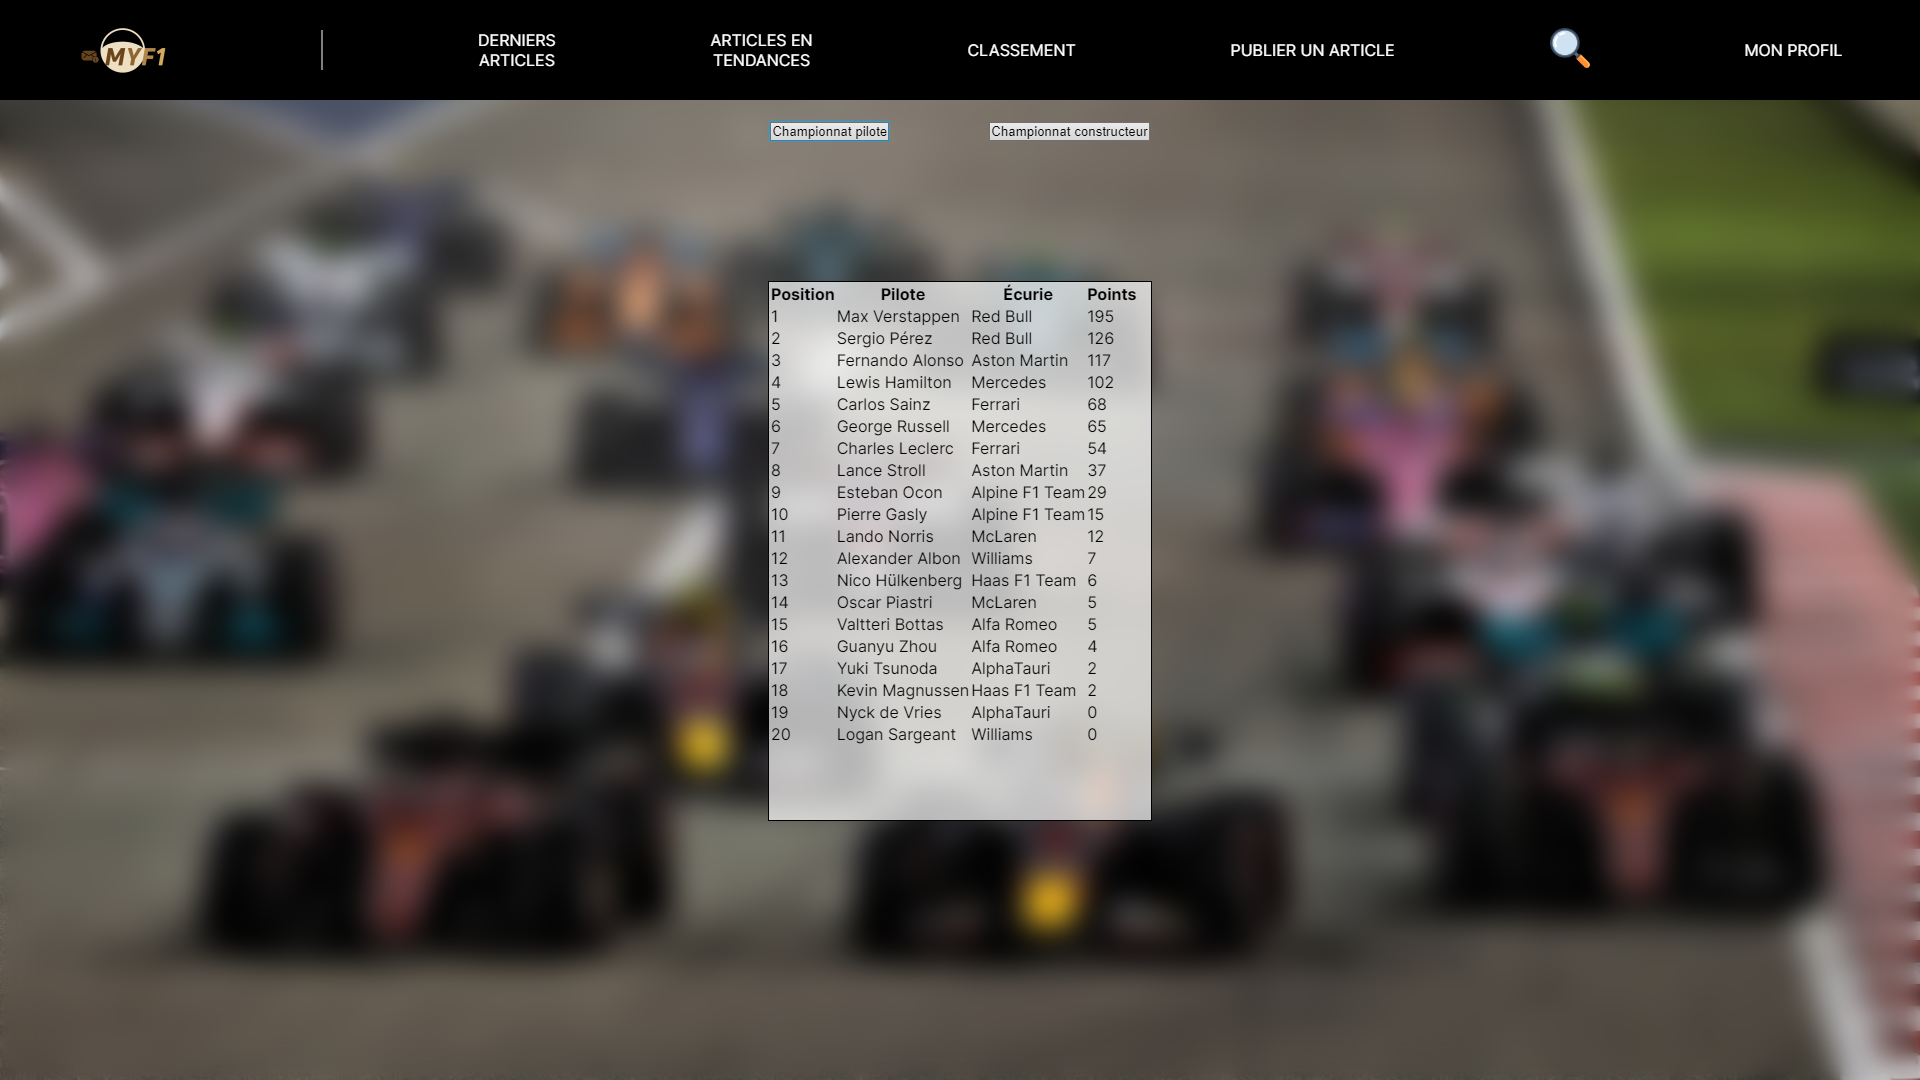 MYF1
DERNIERS
ARTICLES
ARTICLES EN
TENDANCES
CLASSEMENT
PUBLIER UN ARTICLE
MON PROFIL
Championnat pilote
Championnat constructeur
Position Pilote Écurie Points
1 Max Verstappen Red Bull 195
2 Sergio Pérez Red Bull 126
3 Fernando Alonso Aston Martin 117
4 Lewis Hamilton Mercedes 102
5 Carlos Sainz Ferrari 68
6 George Russell Mercedes 65
7 Charles Leclerc Ferrari 54
8 Lance Stroll Aston Martin 37
9 Esteban Ocon Alpine F1 Team 29
10 Pierre Gasly Alpine F1 Team 15
11 Lando Norris McLaren 12
12 Alexander Albon Williams 7
13 Nico Hülkenberg Haas F1 Team 6
14 Oscar Piastri McLaren 5
15 Valtteri Bottas Alfa Romeo 5
16 Guanyu Zhou Alfa Romeo 4
17 Yuki Tsunoda AlphaTauri 2
18 Kevin Magnussen Haas F1 Team 2
19 Nyck de Vries AlphaTauri 0
20 Logan Sargeant Williams 0